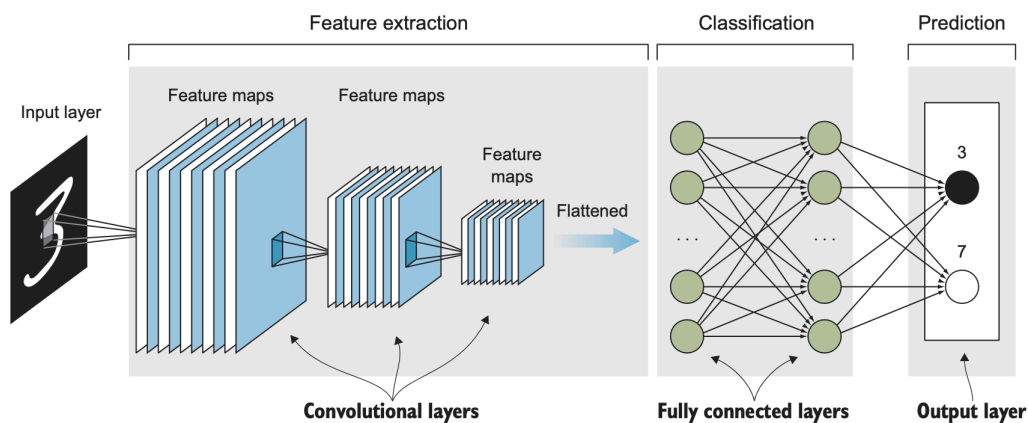 Feature extraction
Classification
Prediction
Input layer
Feature maps
Feature maps
Feature
maps
Flattened
...
...
3
7
3
Convolutional layers
Fully connected layers
Output layer